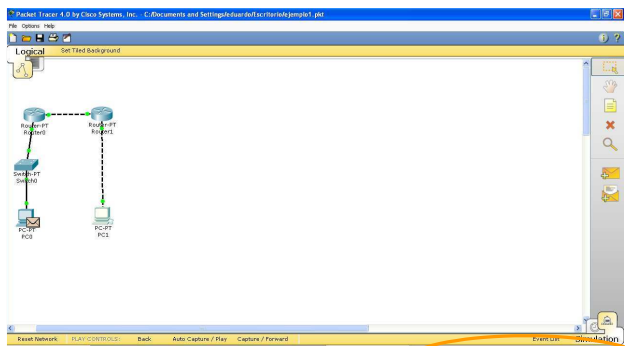 Packet Tracer 4.0 by Cisco Systems, Inc. C:/Documents and Settings/eduardo/Escritorio/ejemplo1.pkt
File Options Help
Logical Set Tiled Background
Router-PT
Router0
Router-PT
Router1
Switch-PT
Switch0
PC-PT
PC0
PC-PT
PC1
Reset Network PLAY CONTROLS: Back Auto Capture / Play Capture / Forward Event List Simulation